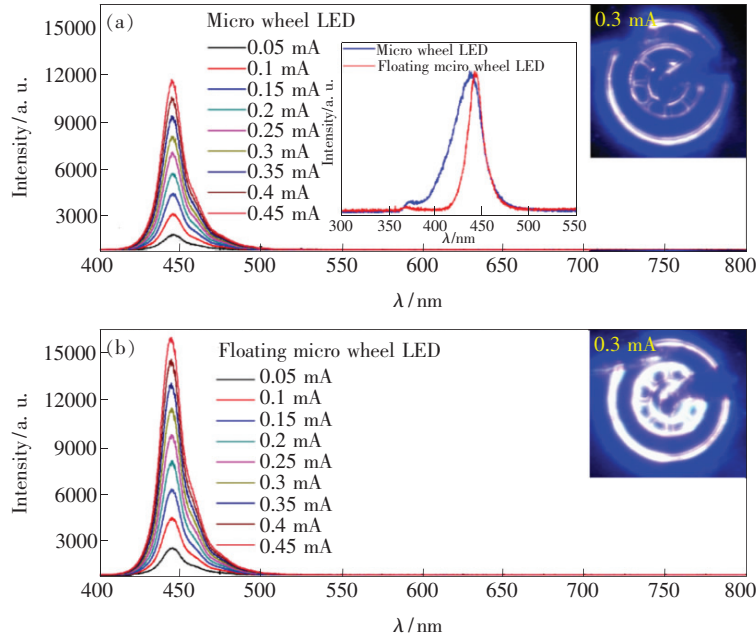 (a)
Micro wheel LED
0.05 mA
0.1 mA
0.15 mA
0.2 mA
0.25 mA
0.3 mA
0.35 mA
0.4 mA
0.45 mA
15000
12000
9000
6000
3000
Intensity/a. u.
400 450 500 550 600 650 700 750 800
λ/nm
Micro wheel LED
Floating mciro wheel LED
Intensity/a. u.
300 350 400 450 500 550
λ/nm
0.3 mA
(b)
Floating micro wheel LED
0.05 mA
0.1 mA
0.15 mA
0.2 mA
0.25 mA
0.3 mA
0.35 mA
0.4 mA
0.45 mA
15000
12000
9000
6000
3000
Intensity/a. u.
400 450 500 550 600 650 700 750 800
λ/nm
0.3 mA